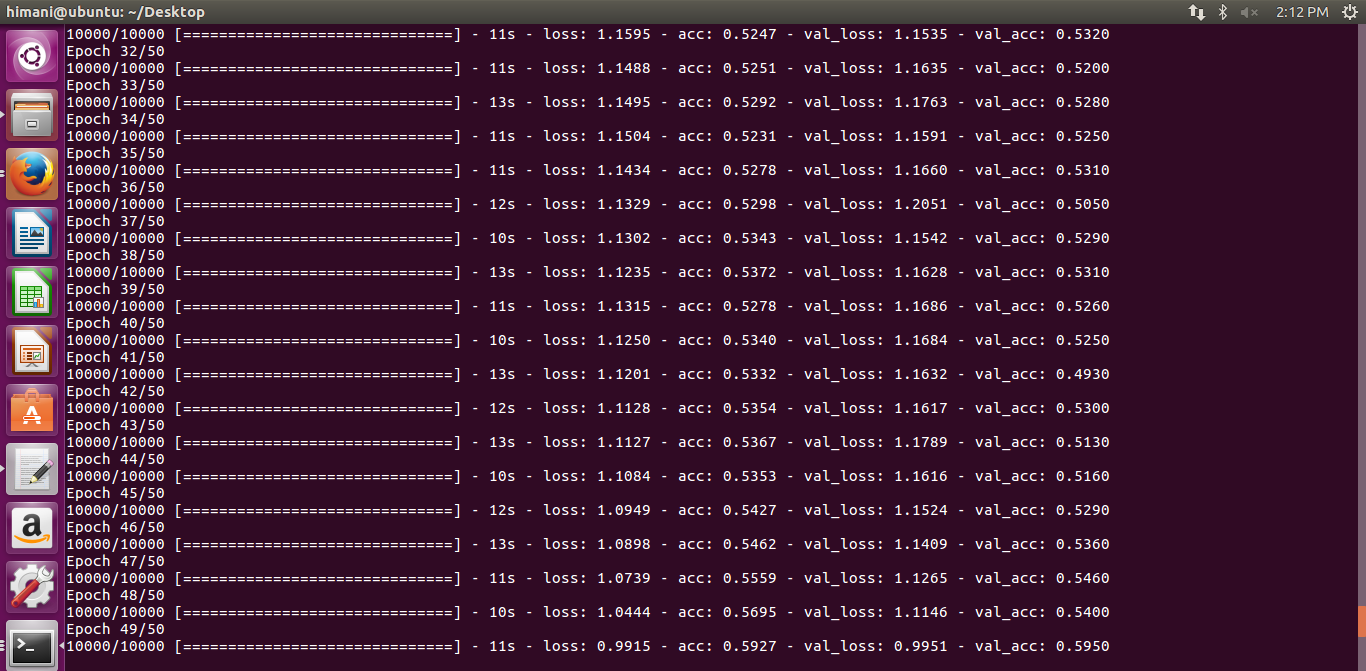 himani@ubuntu: ~/Desktop
2:12 PM
10000/10000 [==============================] - 11s - loss: 1.1595 - acc: 0.5247 - val_loss: 1.1535 - val_acc: 0.5320
Epoch 32/50
10000/10000 [==============================] - 11s - loss: 1.1488 - acc: 0.5251 - val_loss: 1.1635 - val_acc: 0.5200
Epoch 33/50
10000/10000 [==============================] - 13s - loss: 1.1495 - acc: 0.5292 - val_loss: 1.1763 - val_acc: 0.5280
Epoch 34/50
10000/10000 [==============================] - 11s - loss: 1.1504 - acc: 0.5231 - val_loss: 1.1591 - val_acc: 0.5250
Epoch 35/50
10000/10000 [==============================] - 11s - loss: 1.1434 - acc: 0.5278 - val_loss: 1.1660 - val_acc: 0.5310
Epoch 36/50
10000/10000 [==============================] - 12s - loss: 1.1329 - acc: 0.5298 - val_loss: 1.2051 - val_acc: 0.5050
Epoch 37/50
10000/10000 [==============================] - 10s - loss: 1.1302 - acc: 0.5343 - val_loss: 1.1542 - val_acc: 0.5290
Epoch 38/50
10000/10000 [==============================] - 13s - loss: 1.1235 - acc: 0.5372 - val_loss: 1.1628 - val_acc: 0.5310
Epoch 39/50
10000/10000 [==============================] - 11s - loss: 1.1315 - acc: 0.5278 - val_loss: 1.1686 - val_acc: 0.5260
Epoch 40/50
10000/10000 [==============================] - 10s - loss: 1.1250 - acc: 0.5340 - val_loss: 1.1684 - val_acc: 0.5250
Epoch 41/50
10000/10000 [==============================] - 13s - loss: 1.1201 - acc: 0.5332 - val_loss: 1.1632 - val_acc: 0.4930
Epoch 42/50
10000/10000 [==============================] - 12s - loss: 1.1128 - acc: 0.5354 - val_loss: 1.1617 - val_acc: 0.5300
Epoch 43/50
10000/10000 [==============================] - 13s - loss: 1.1127 - acc: 0.5367 - val_loss: 1.1789 - val_acc: 0.5130
Epoch 44/50
10000/10000 [==============================] - 10s - loss: 1.1084 - acc: 0.5353 - val_loss: 1.1616 - val_acc: 0.5160
Epoch 45/50
10000/10000 [==============================] - 12s - loss: 1.0949 - acc: 0.5427 - val_loss: 1.1524 - val_acc: 0.5290
Epoch 46/50
10000/10000 [==============================] - 13s - loss: 1.0898 - acc: 0.5462 - val_loss: 1.1409 - val_acc: 0.5360
Epoch 47/50
10000/10000 [==============================] - 11s - loss: 1.0739 - acc: 0.5559 - val_loss: 1.1265 - val_acc: 0.5460
Epoch 48/50
10000/10000 [==============================] - 10s - loss: 1.0444 - acc: 0.5695 - val_loss: 1.1146 - val_acc: 0.5400
Epoch 49/50
10000/10000 [==============================] - 11s - loss: 0.9915 - acc: 0.5927 - val_loss: 0.9951 - val_acc: 0.5950